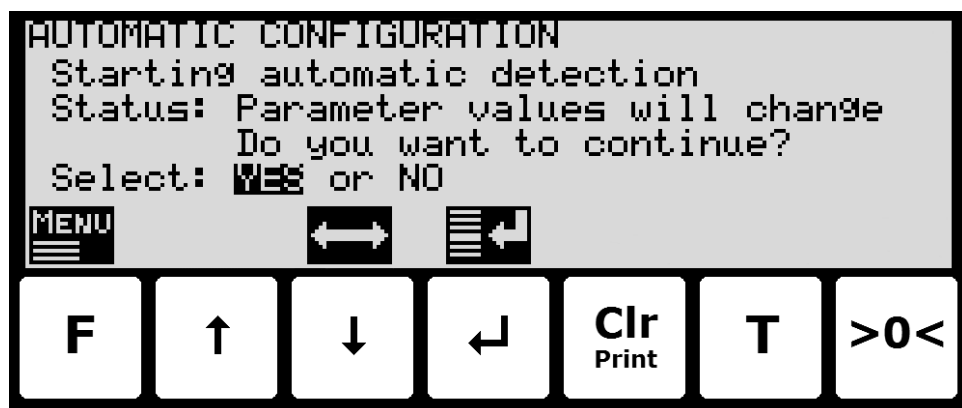 AUTOMATIC CONFIGURATION
Starting automatic detection
Status: Parameter values will change
Do you want to continue?
Select: YES or NO
MENU
F ↑ ↓ ↵ Clr T >0<
Print